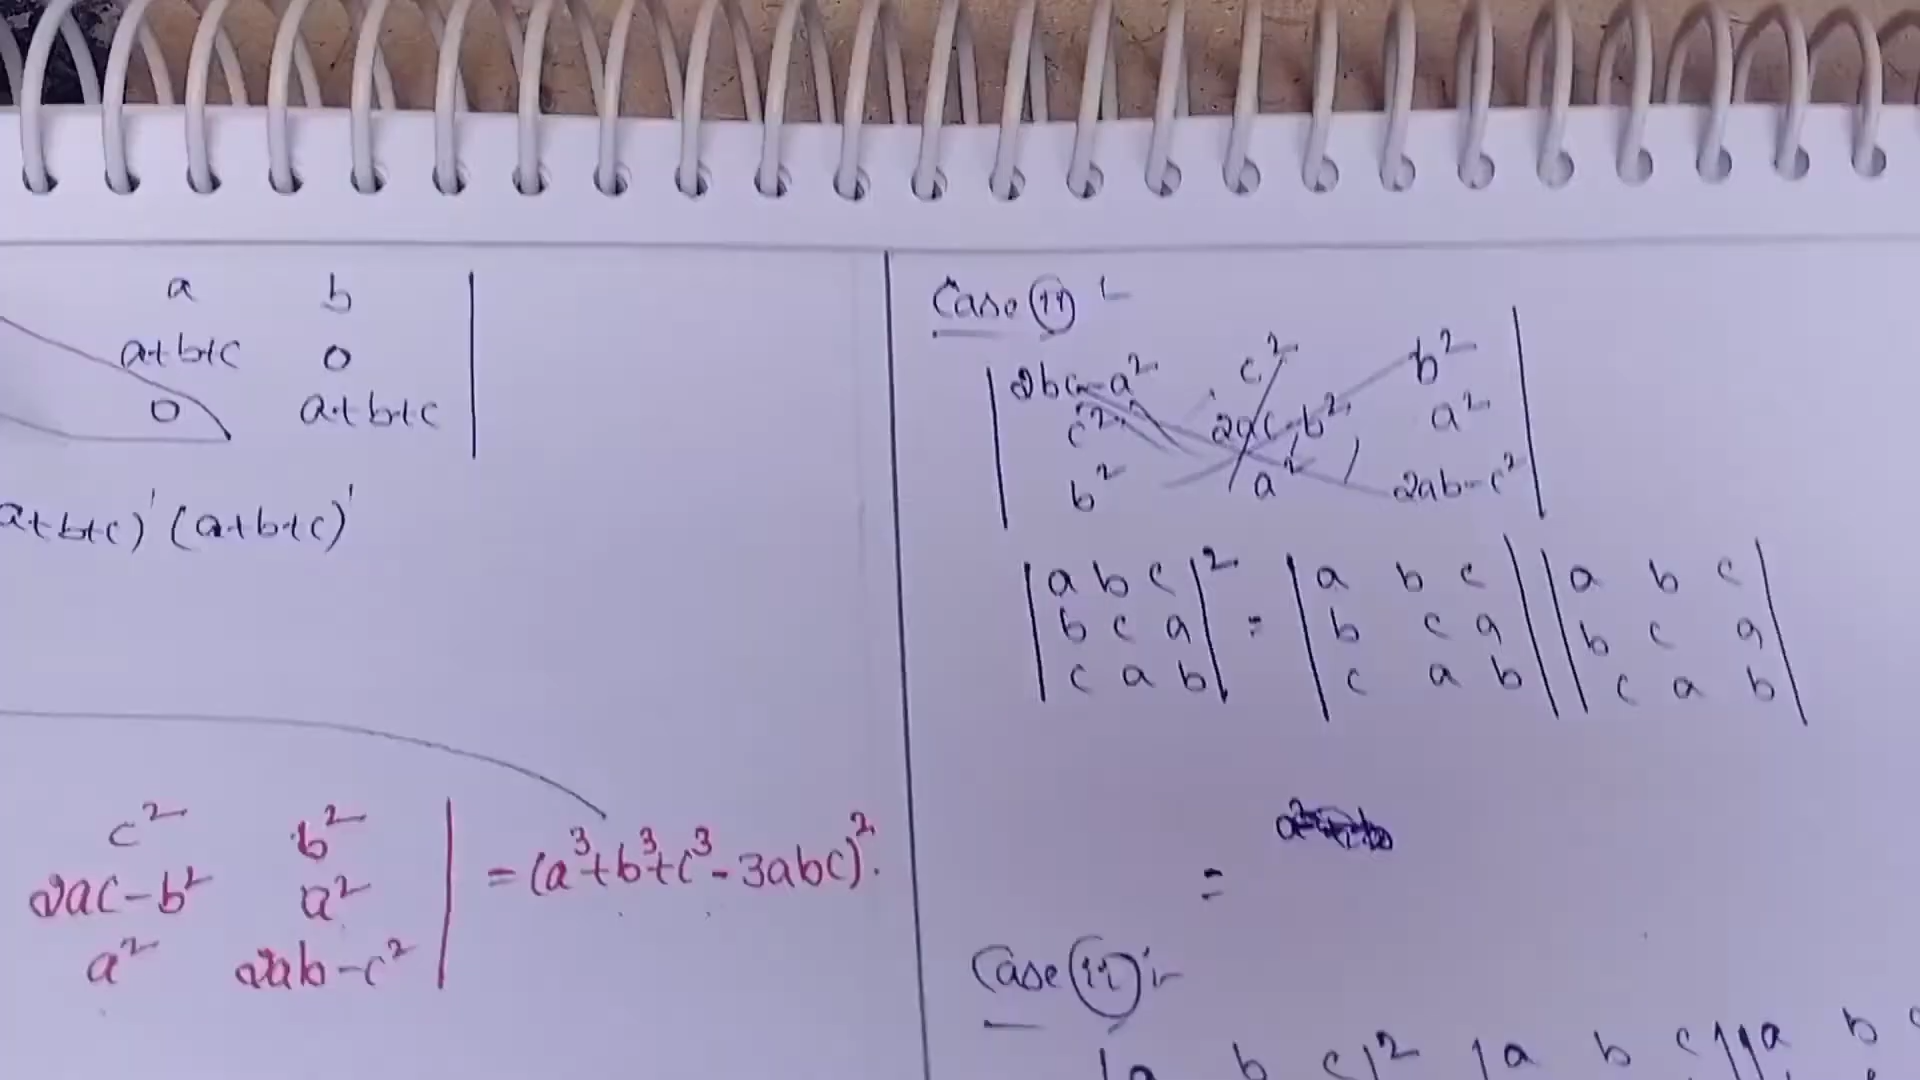 a b
a+b+c 0
0 a+b+c
a+b+c)' (a+b+c)'
c² b²
2ac-b² a² = (a³+b³+c³-3abc)².
a² 2ab-c²
Case (ii) :-
| 2bc-a² c² b² |
c² 2ac-b² a²
b² a² 2ab-c²
| a b c |² | a b c | | a b c |
b c a = b c a b c a
c a b c a b c a b
=
Case (ii) :-
| a b c |² | a b c | | a b c